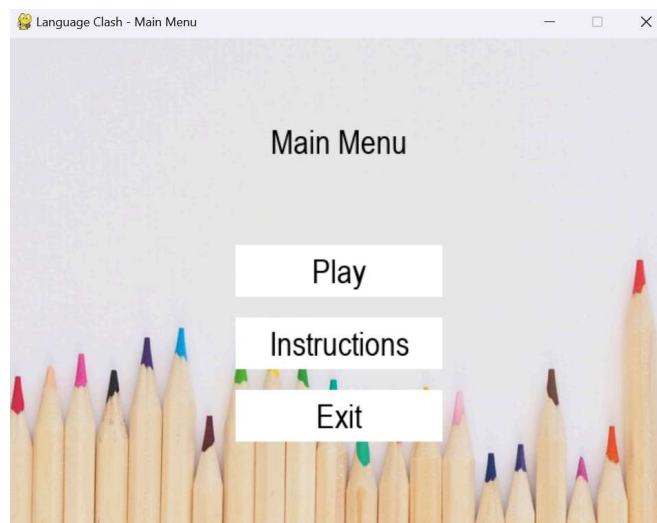 Language Clash - Main Menu
Main Menu
Play
Instructions
Exit